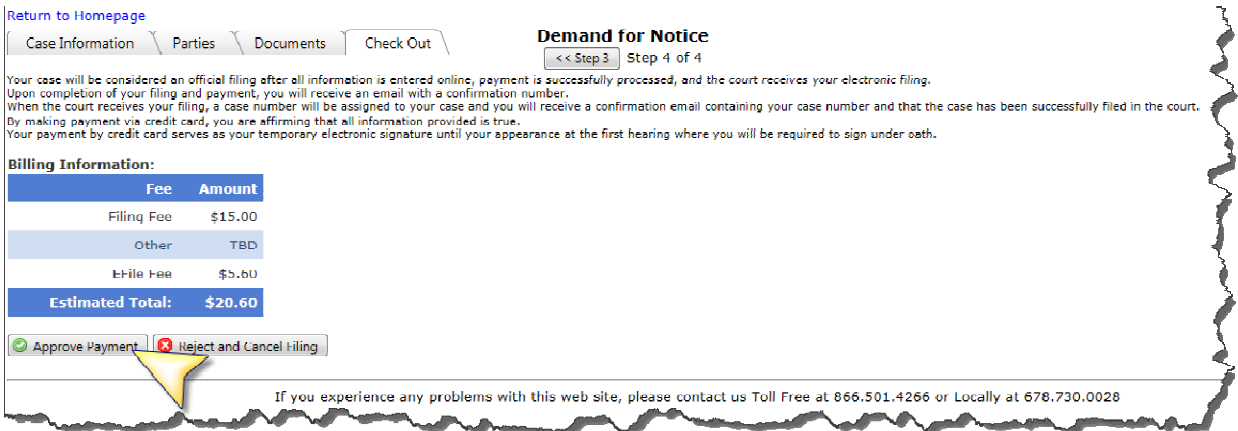 Return to Homepage
Case Information Parties Documents Check Out
Demand for Notice
<< Step 3 Step 4 of 4
Your case will be considered an official filing after all information is entered online, payment is successfully processed, and the court receives your electronic filing.
Upon completion of your filing and payment, you will receive an email with a confirmation number.
When the court receives your filing, a case number will be assigned to your case and you will receive a confirmation email containing your case number and that the case has been successfully filed in the court.
By making payment via credit card, you are affirming that all information provided is true.
Your payment by credit card serves as your temporary electronic signature until your appearance at the first hearing where you will be required to sign under oath.
Billing Information:
Fee Amount
Filing Fee $15.00
Other TBD
EFile Fee $5.60
Estimated Total: $20.60
Approve Payment Reject and Cancel Filing
If you experience any problems with this web site, please contact us Toll Free at 866.501.4266 or Locally at 678.730.0028